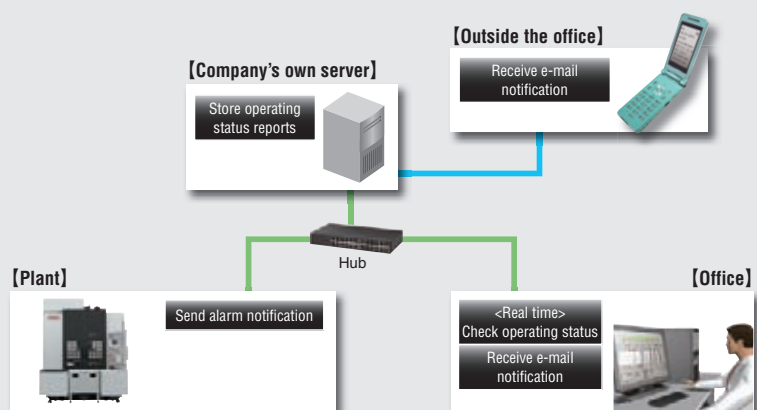 【Outside the office】
Receive e-mail
notification
【Company's own server】
Store operating
status reports
Hub
【Plant】
Send alarm notification
【Office】
<Real time>
Check operating status
Receive e-mail
notification